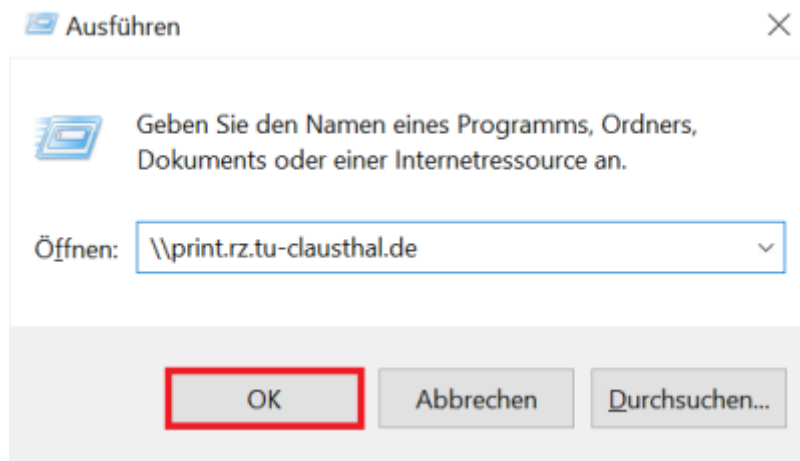 Ausführen
Geben Sie den Namen eines Programms, Ordners,
Dokuments oder einer Internetressource an.
Öffnen: \\print.rz.tu-clausthal.de
OK Abbrechen Durchsuchen...